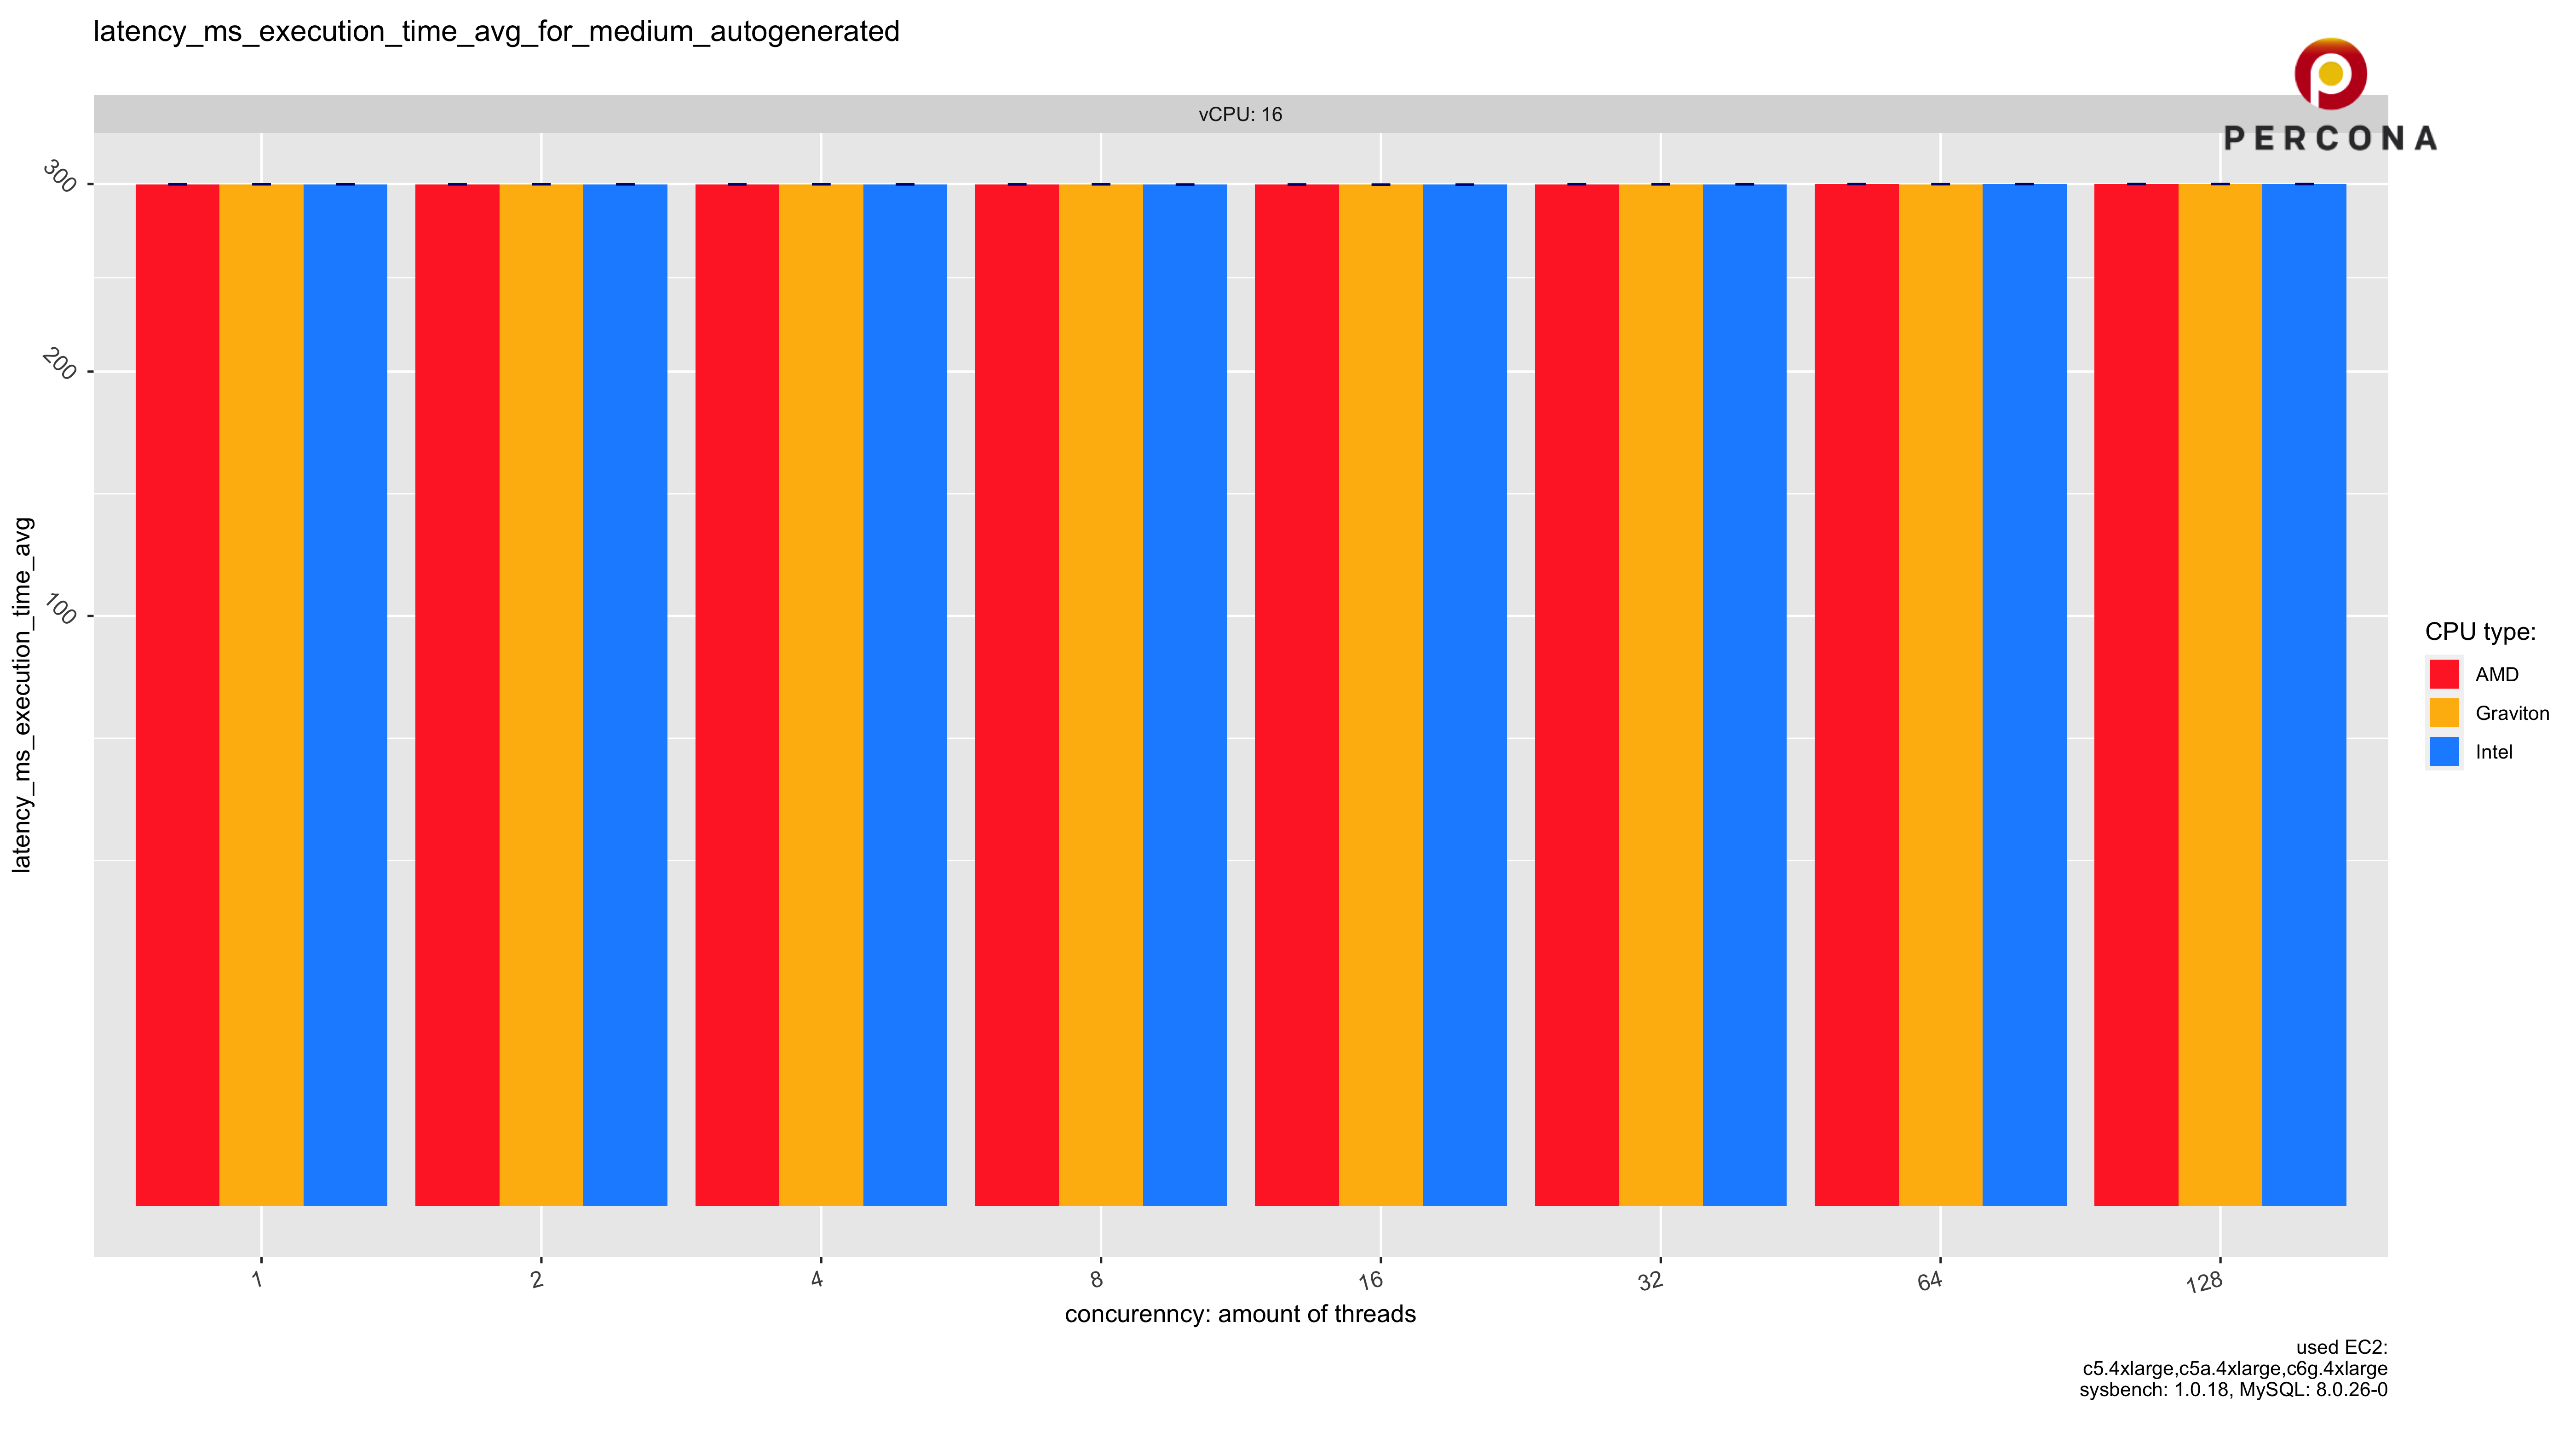 latency_ms_execution_time_avg_for_medium_autogenerated
PERCONA
vCPU: 16
300
200
100
latency_ms_execution_time_avg
CPU type:
AMD
Graviton
Intel
1
2
4
8
16
32
64
128
concurenncy: amount of threads
used EC2:
c5.4xlarge,c5a.4xlarge,c6g.4xlarge
sysbench: 1.0.18, MySQL: 8.0.26-0